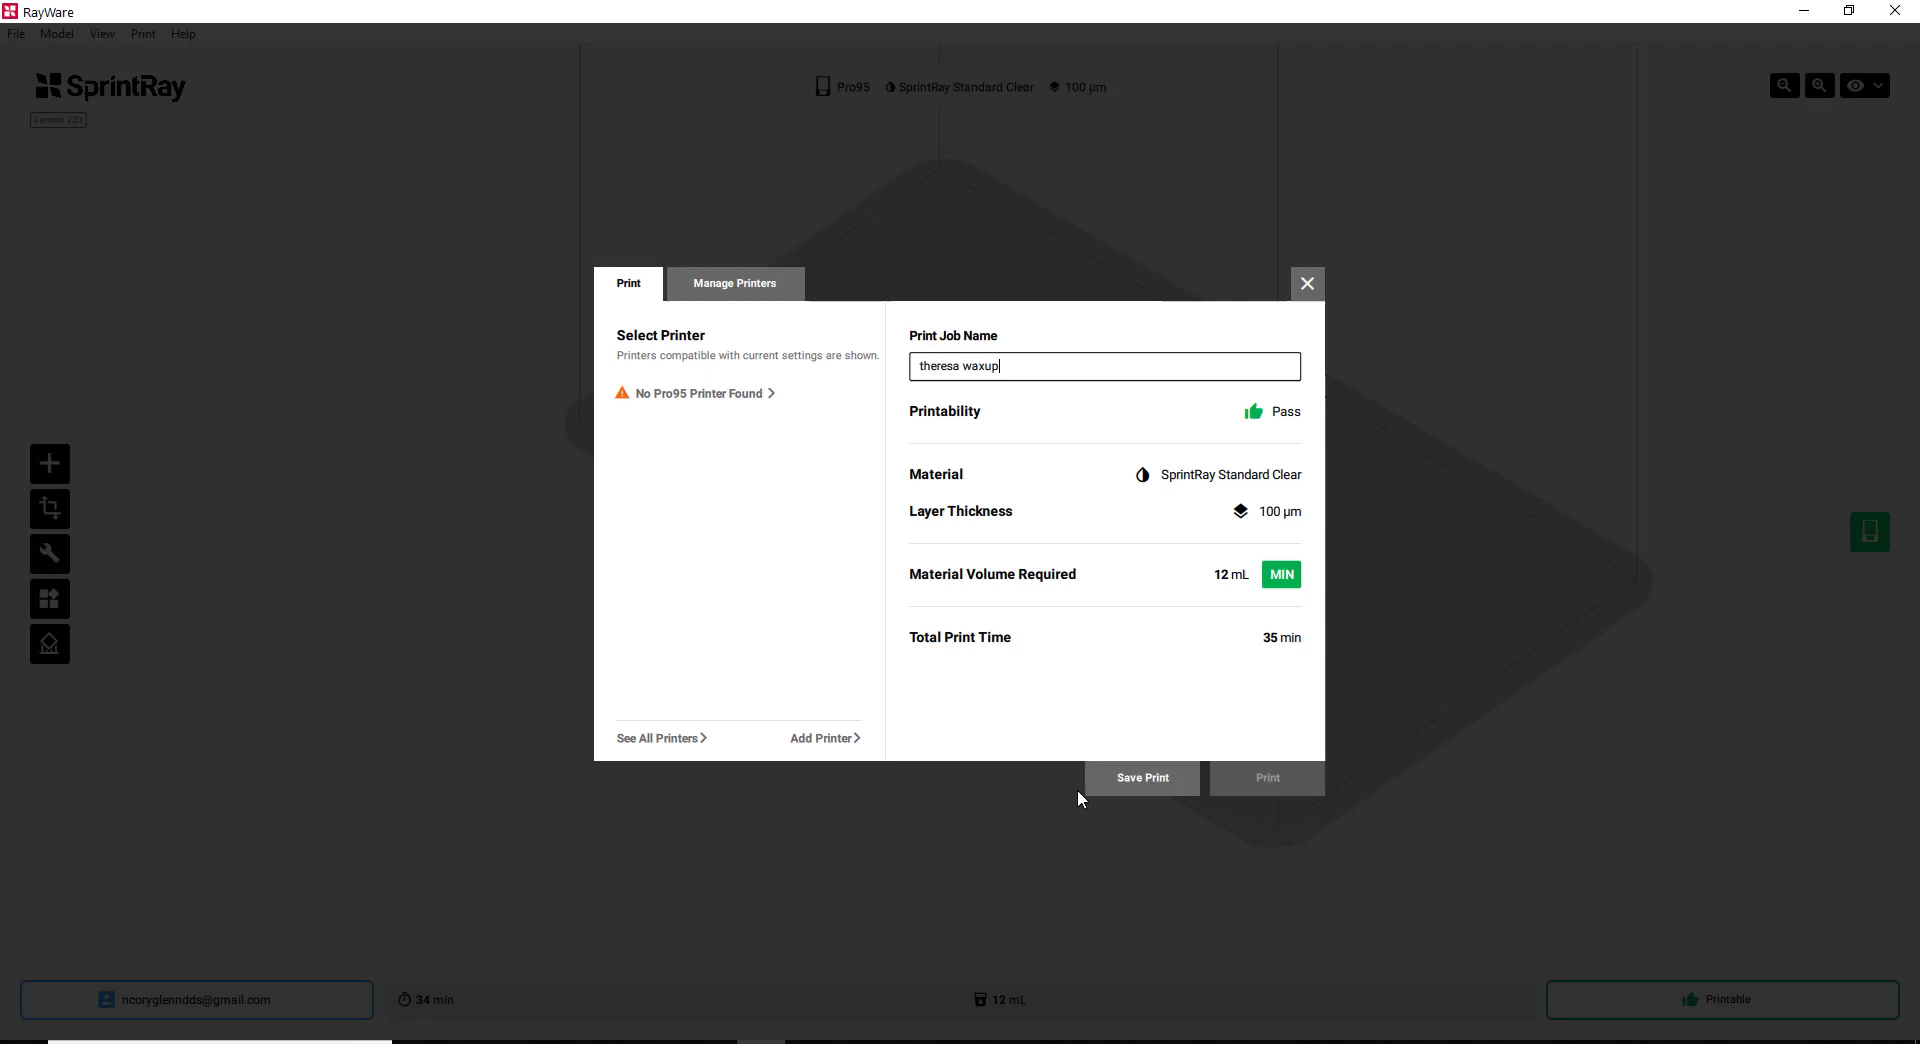 RayWare
File Model View Print Help
SprintRay
Version 2.01
Pro95 SprintRay Standard Clear 100 µm
Print Manage Printers
Select Printer
Printers compatible with current settings are shown.
No Pro95 Printer Found
See All Printers Add Printer
Print Job Name
theresa waxup
Printability Pass
Material SprintRay Standard Clear
Layer Thickness 100 µm
Material Volume Required 12 mL MIN
Total Print Time 35 min
Save Print Print
ncoryglenndds@gmail.com 34 min 12 mL Printable